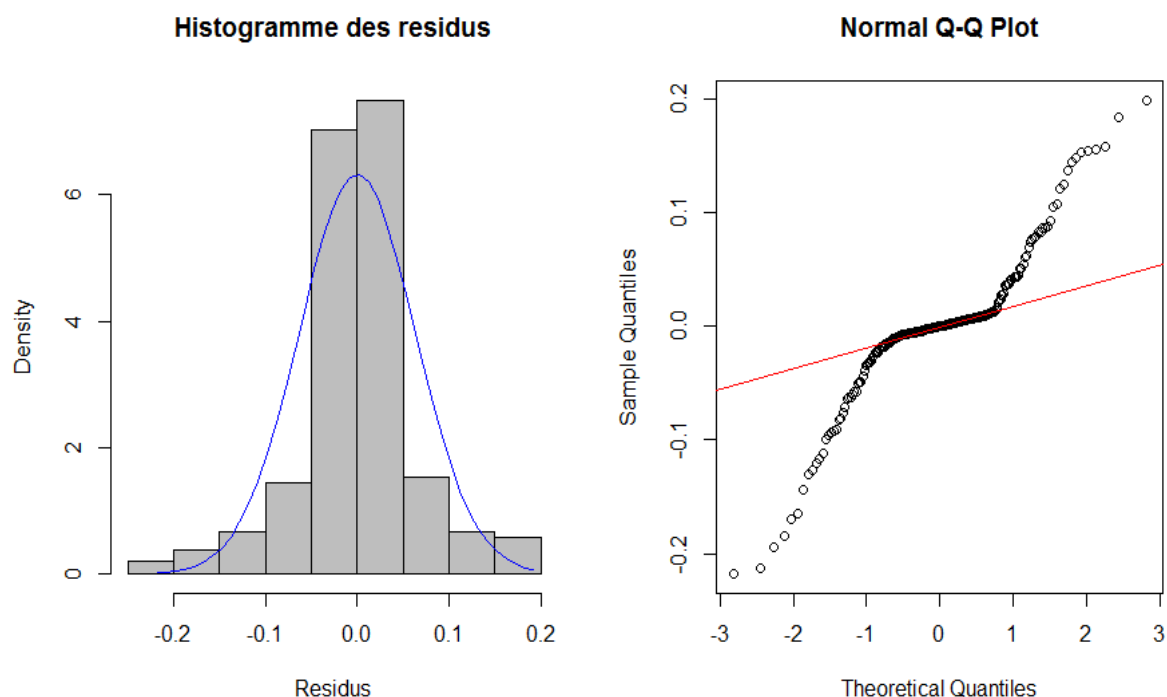 Histogramme des residus
Density
0
2
4
6
-0.2 -0.1 0.0 0.1 0.2
Residus
Normal Q-Q Plot
Sample Quantiles
-0.2 -0.1 0.0 0.1 0.2
-3 -2 -1 0 1 2 3
Theoretical Quantiles